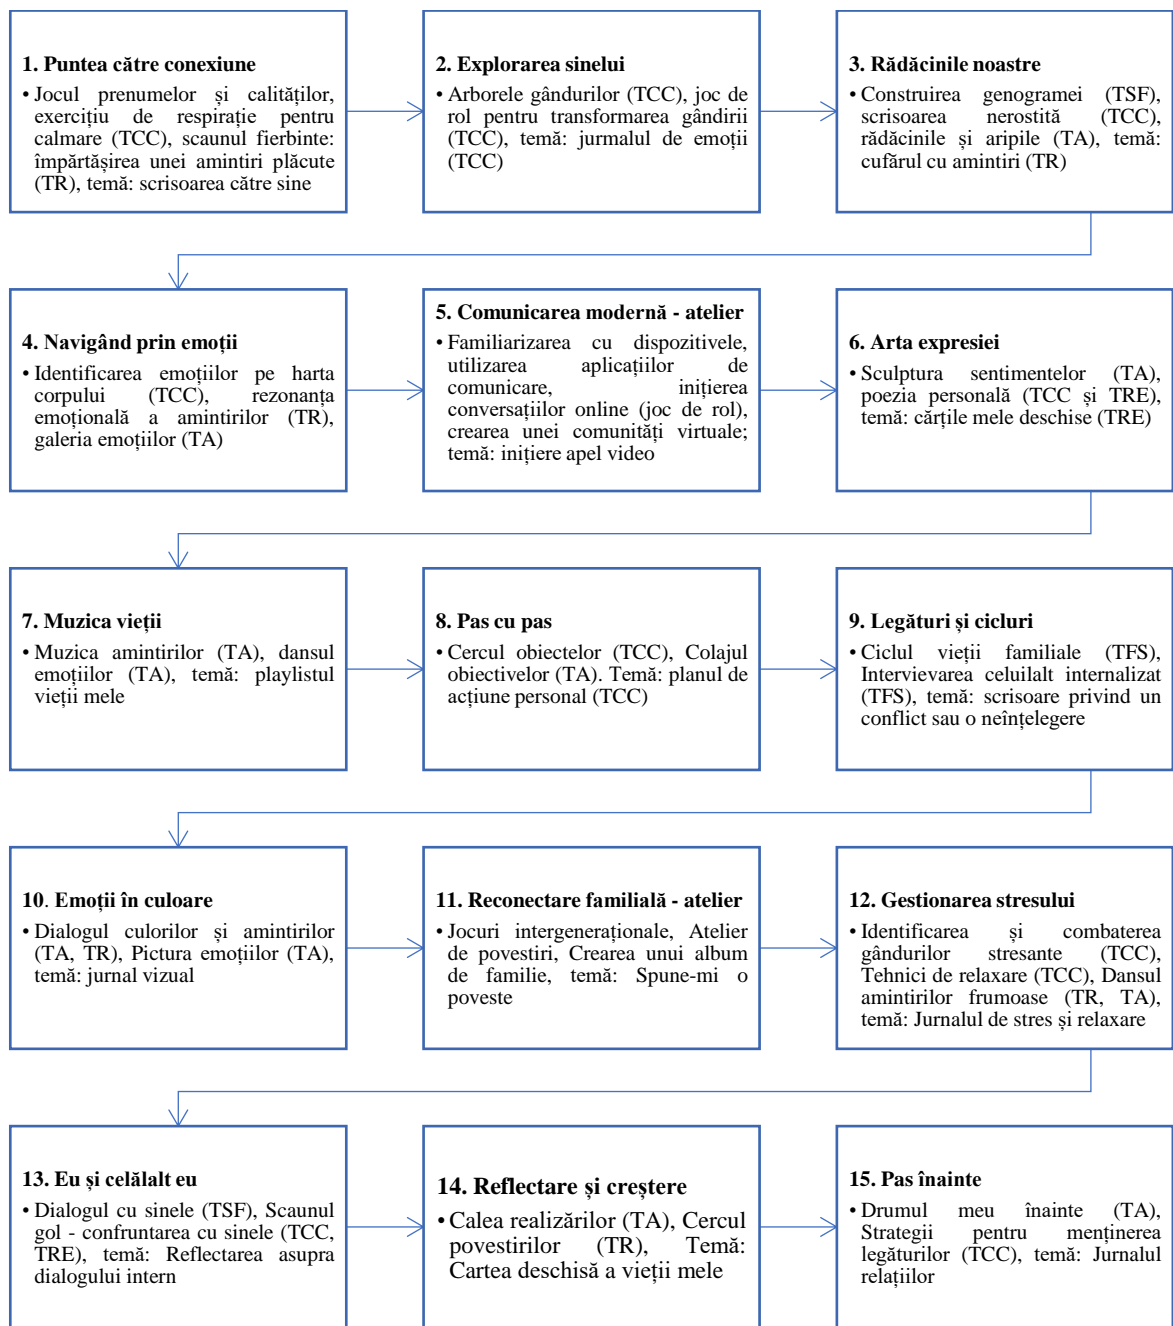 1. Puntea către conexiune
• Jocul prenumelor și calităților,
exercițiu de respirație pentru
calmare (TCC), scaunul fierbinte:
împărtășirea unei amintiri plăcute
(TR), temă: scrisoarea către sine
2. Explorarea sinelui
• Arborele gândurilor (TCC), joc de
rol pentru transformarea gândirii
(TCC), temă: jurmalul de emoții
(TCC)
3. Rădăcinile noastre
• Construirea genogramei (TSF),
scrisoarea nerostită (TCC),
rădăcinile și aripile (TA), temă:
cufărul cu amintiri (TR)
4. Navigând prin emoții
• Identificarea emoțiilor pe harta
corpului (TCC), rezonanța
emoțională a amintirilor (TR),
galeria emoțiilor (TA)
5. Comunicarea modernă - atelier
• Familiarizarea cu dispozitivele,
utilizarea aplicațiilor de
comunicare, inițierea
conversațiilor online (joc de rol),
crearea unei comunități virtuale;
temă: inițiere apel video
6. Arta expresiei
• Sculptura sentimentelor (TA),
poezia personală (TCC și TRE),
temă: cărțile mele deschise (TRE)
7. Muzica vieții
• Muzica amintirilor (TA), dansul
emoțiilor (TA), temă: playlistul
vieții mele
8. Pas cu pas
• Cercul obiectelor (TCC), Colajul
obiectivelor (TA). Temă: planul de
acțiune personal (TCC)
9. Legături și cicluri
• Ciclul vieții familiale (TFS),
Intervievarea celuilalt internalizat
(TFS), temă: scrisoare privind un
conflict sau o neînțelegere
10. Emoții în culoare
• Dialogul culorilor și amintirilor
(TA, TR), Pictura emoțiilor (TA),
temă: jurnal vizual
11. Reconectare familială - atelier
• Jocuri intergeneraționale, Atelier
de povestiri, Crearea unui album
de familie, temă: Spune-mi o
poveste
12. Gestionarea stresului
• Identificarea și combaterea
gândurilor stresante (TCC),
Tehnici de relaxare (TCC), Dansul
amintirilor frumoase (TR, TA),
temă: Jurnalul de stres și relaxare
13. Eu și celălalt eu
• Dialogul cu sinele (TSF), Scaunul
gol - confruntarea cu sinele (TCC,
TRE), temă: Reflectarea asupra
dialogului intern
14. Reflectare și creștere
• Calea realizărilor (TA), Cercul
povestirilor (TR), Temă:
Cartea deschisă a vieții mele
15. Pas înainte
• Drumul meu înainte (TA),
Strategii pentru menținerea
legăturilor (TCC), temă: Jurnalul
relațiilor